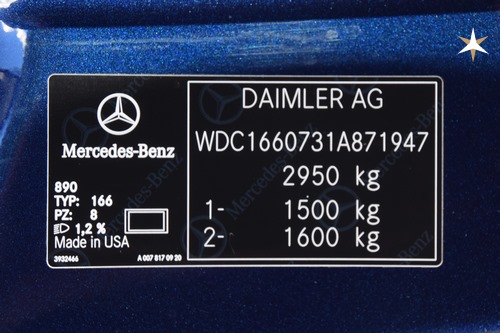 Mercedes-Benz
890
TYP: 166
PZ: 8
1,2 %
Made in USA
3932466
A 007 817 09 20
DAIMLER AG
WDC1660731A871947
2950 kg
1- 1500 kg
2- 1600 kg